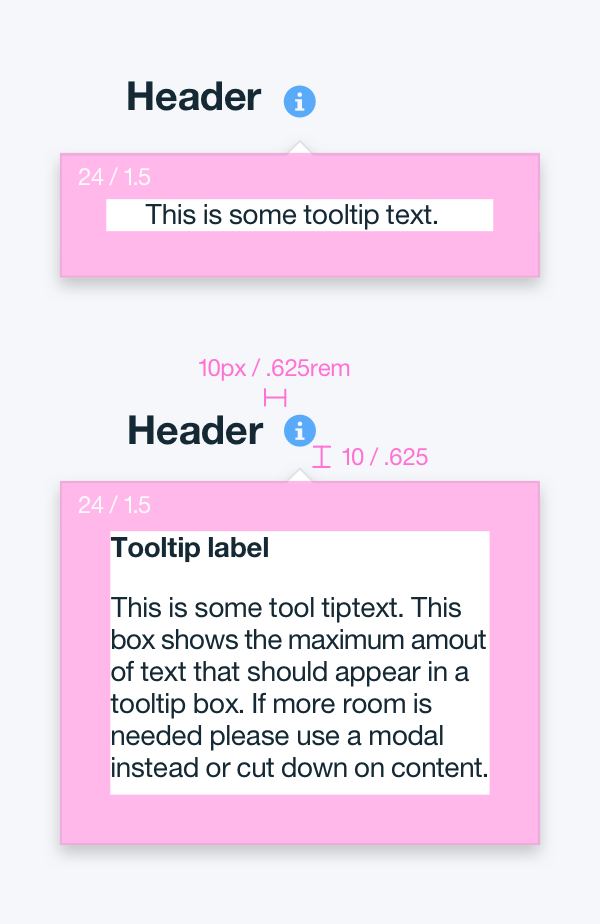 Header
24 / 1.5
This is some tooltip text.
10px / .625rem
Header
10 / .625
24 / 1.5
Tooltip label
This is some tool tiptext. This
box shows the maximum amout
of text that should appear in a
tooltip box. If more room is
needed please use a modal
instead or cut down on content.